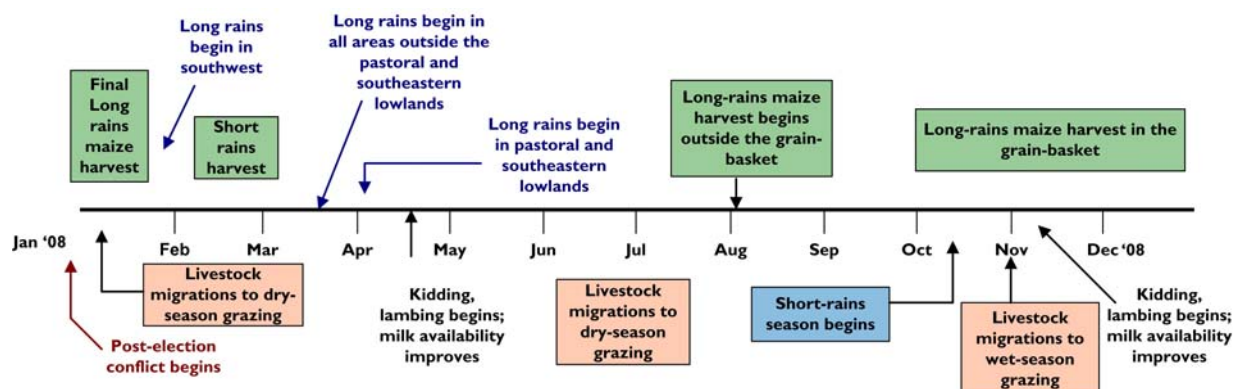 Long rains
begin in
southwest
Long rains begin in
all areas outside the
pastoral and
southeastern
lowlands
Final
Long
rains
maize
harvest
Short
rains
harvest
Long rains begin
in pastoral and
southeastern
lowlands
Long-rains maize
harvest begins
outside the grain-
basket
Long-rains maize harvest in the
grain-basket
Jan ‘08
Feb
Mar
Apr
May
Jun
Jul
Aug
Sep
Oct
Nov
Dec ‘08
Post-election
conflict begins
Livestock
migrations to dry-
season grazing
Kidding,
lambing begins;
milk availability
improves
Livestock
migrations to
dry-season
grazing
Short-rains
season begins
Livestock
migrations to
wet-season
grazing
Kidding,
lambing begins;
milk availability
improves